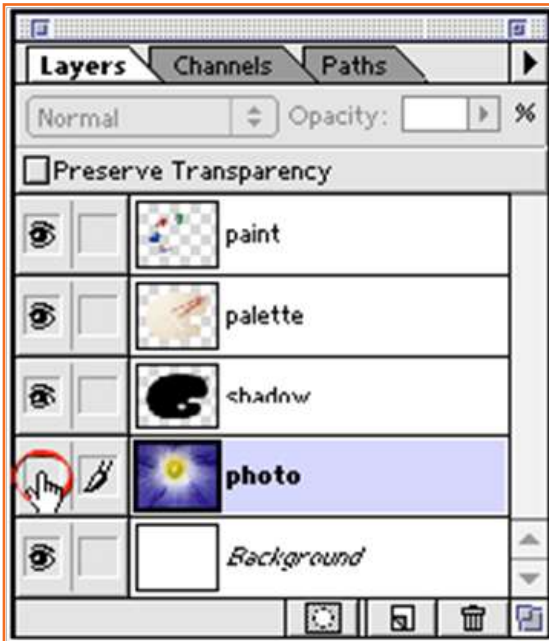 Layers Channels Paths
Normal Opacity: %
Preserve Transparency
paint
palette
shadow
photo
Background